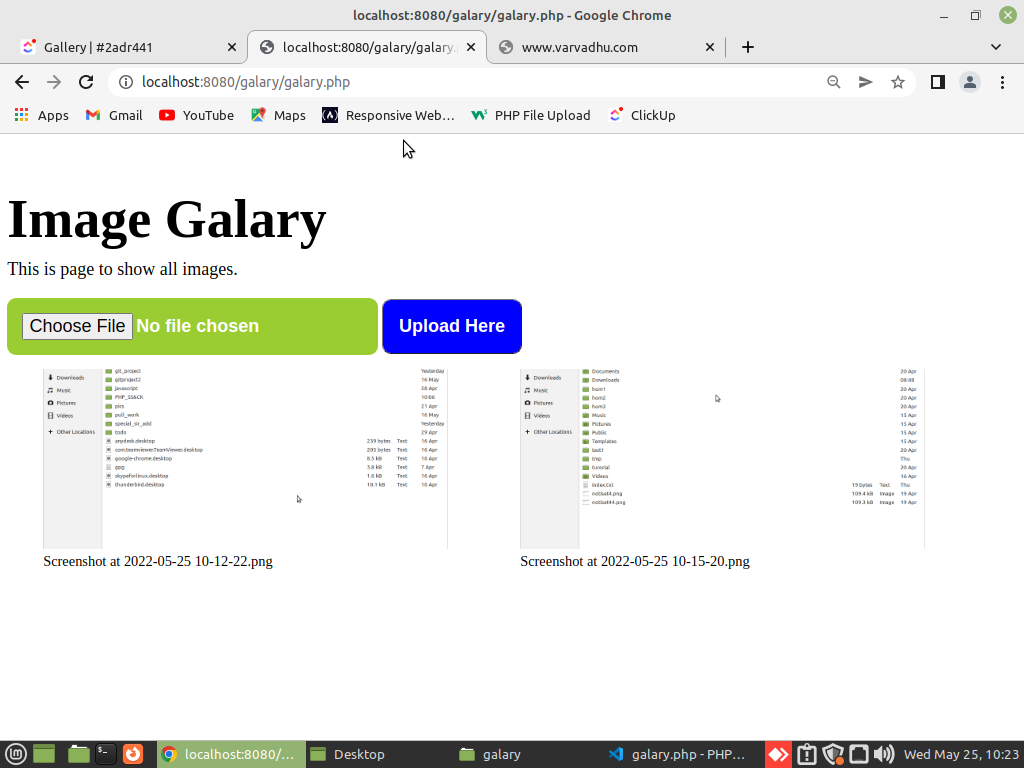 localhost:8080/galary/galary.php - Google Chrome
Gallery | #2adr441
localhost:8080/galary/galary.
www.varvadhu.com
localhost:8080/galary/galary.php
Apps
Gmail
YouTube
Maps
Responsive Web…
PHP File Upload
ClickUp
Image Galary
This is page to show all images.
Choose File No file chosen
Upload Here
Downloads
Music
Pictures
Videos
+ Other Locations
git_project Yesterday
gitproject2 16 May
javascript 28 Apr
PHP_SS&CK 10:06
pics 21 Apr
pull_work 16 May
special_sir_add Yesterday
todo 29 Apr
anydesk.desktop 239 bytes Text 16 Apr
com.teamviewer.TeamViewer.desktop 203 bytes Text 16 Apr
google-chrome.desktop 8.5 kB Text 16 Apr
gpg 3.8 kB Text 7 Apr
skypeforlinux.desktop 1.8 kB Text 16 Apr
thunderbird.desktop 10.1 kB Text 16 Apr
Screenshot at 2022-05-25 10-12-22.png
Downloads
Music
Pictures
Videos
+ Other Locations
Documents 20 Apr
Downloads 08:88
hom1 20 Apr
hom2 20 Apr
hom3 20 Apr
Music 15 Apr
Pictures 15 Apr
Public 15 Apr
Templates 15 Apr
test1 20 Apr
tmp Thu
tutorial 20 Apr
Videos 16 Apr
index.txt 19 bytes Text Thu
109.4 kB Image 19 Apr
109.3 kB Image 19 Apr
Screenshot at 2022-05-25 10-15-20.png
localhost:8080/…
Desktop
galary
galary.php - PHP…
Wed May 25, 10:23